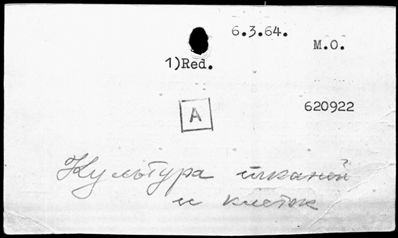 6.3.64.
M.O.
1)Red.
620922
A
Культура тканей
и клеток